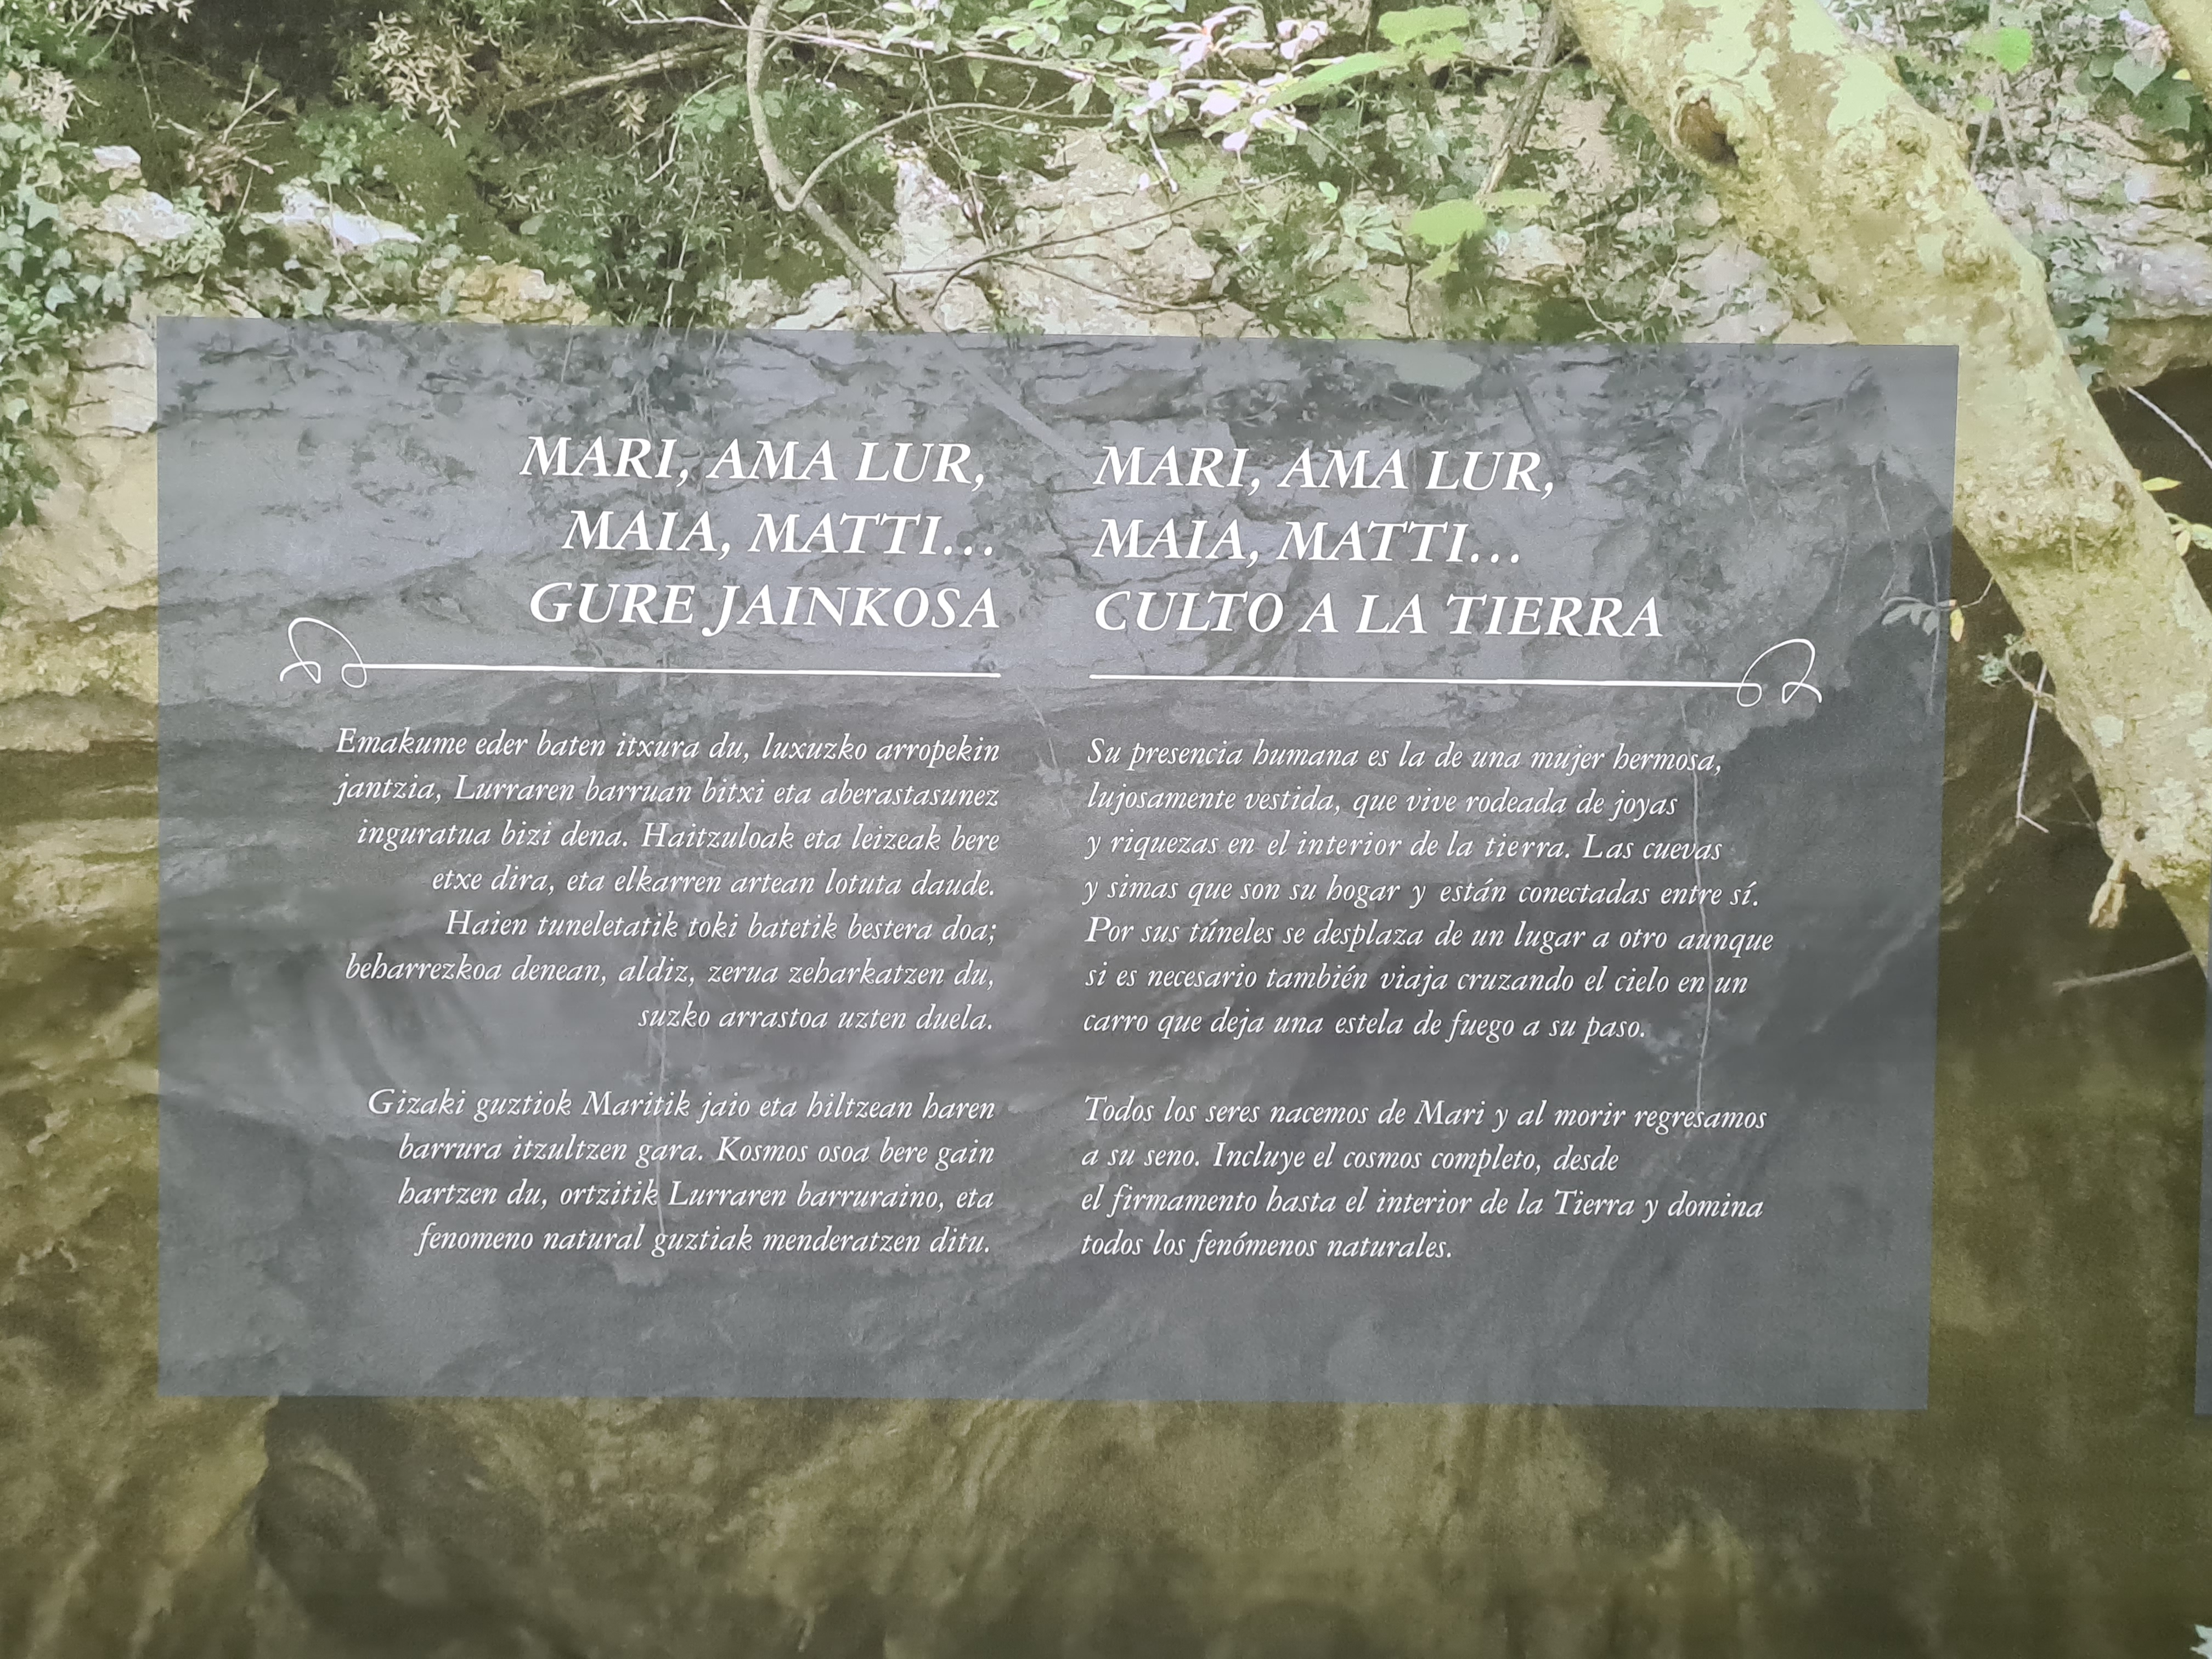 MARI, AMA LUR,
MAIA, MATTI...
GURE JAINKOSA
Emakume eder baten itxura du, luxuzko arropekin
jantzia, Lurraren barruan bitxi eta aberastasunez
inguratua bizi dena. Haitzuloak eta leizeak bere
etxe dira, eta elkarren artean lotuta daude.
Haien tuneletatik toki batetik bestera doa;
beharrezkoa denean, aldiz, zerua zeharkatzen du,
suzko arrastoa uzten duela.
Gizaki guztiok Maritik jaio eta hiltzean haren
barrura itzultzen gara. Kosmos osoa bere gain
hartzen du, ortzitik Lurraren barruraino, eta
fenomeno natural guztiak menderatzen ditu.
MARI, AMA LUR,
MAIA, MATTI...
CULTO A LA TIERRA
Su presencia humana es la de una mujer hermosa,
lujosamente vestida, que vive rodeada de joyas
y riquezas en el interior de la tierra. Las cuevas
y simas que son su hogar y están conectadas entre sí.
Por sus túneles se desplaza de un lugar a otro aunque
si es necesario también viaja cruzando el cielo en un
carro que deja una estela de fuego a su paso.
Todos los seres nacemos de Mari y al morir regresamos
a su seno. Incluye el cosmos completo, desde
el firmamento hasta el interior de la Tierra y domina
todos los fenómenos naturales.